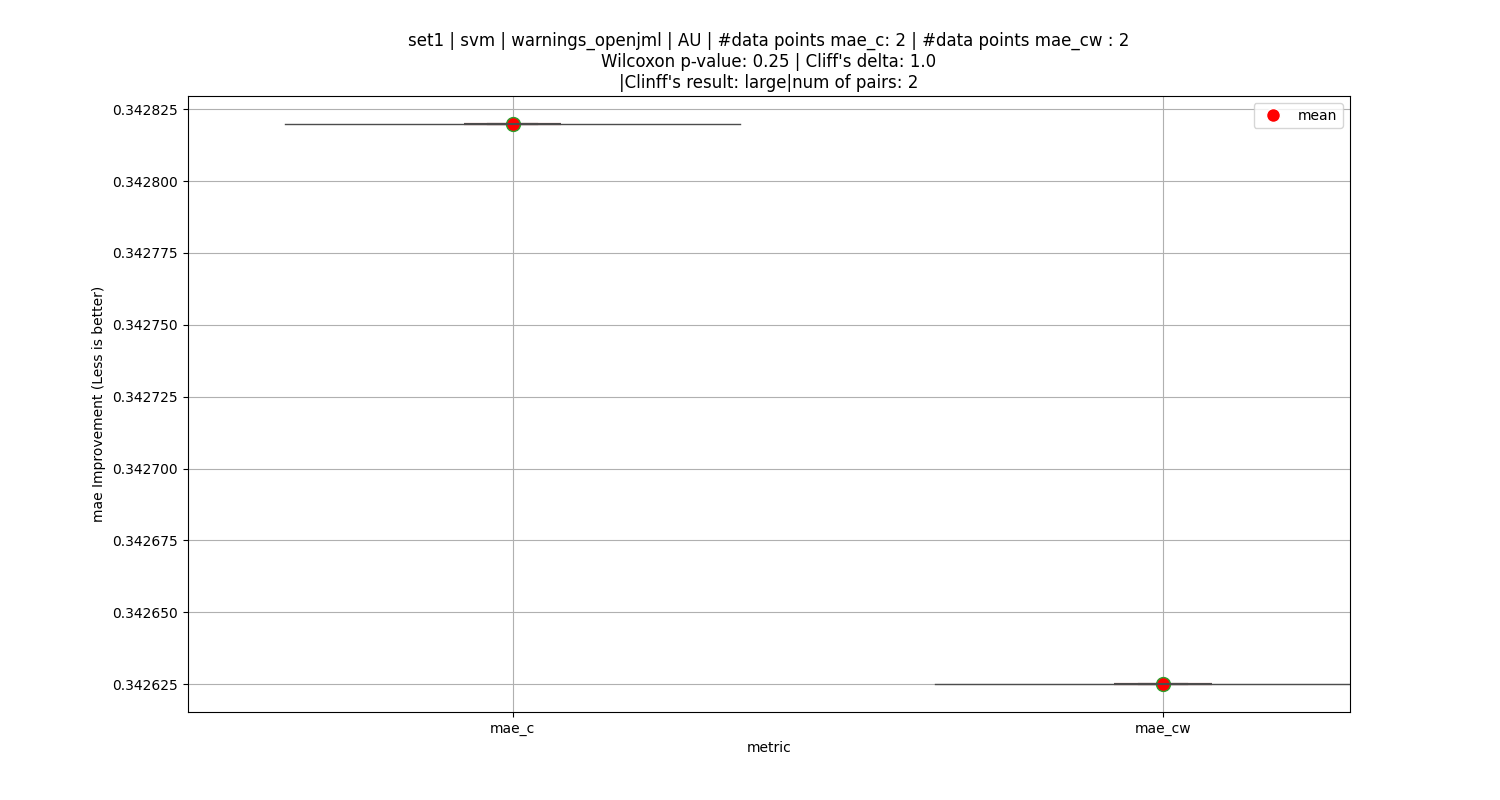 set1 | svm | warnings_openjml | AU | #data points mae_c: 2 | #data points mae_cw : 2
Wilcoxon p-value: 0.25 | Cliff's delta: 1.0
|Clinff's result: large|num of pairs: 2
mean
mae Improvement (Less is better)
0.342825
0.342800
0.342775
0.342750
0.342725
0.342700
0.342675
0.342650
0.342625
mae_c
mae_cw
metric